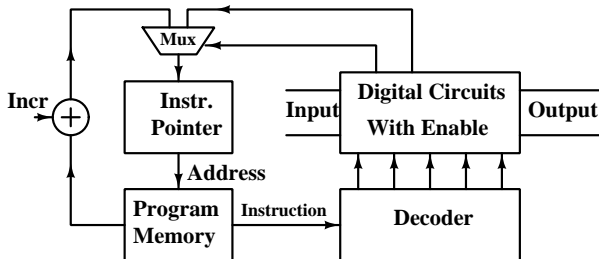 Mux
Incr
Instr.
Pointer
Input
Digital Circuits
With Enable
Output
Address
Program
Memory
Instruction
Decoder